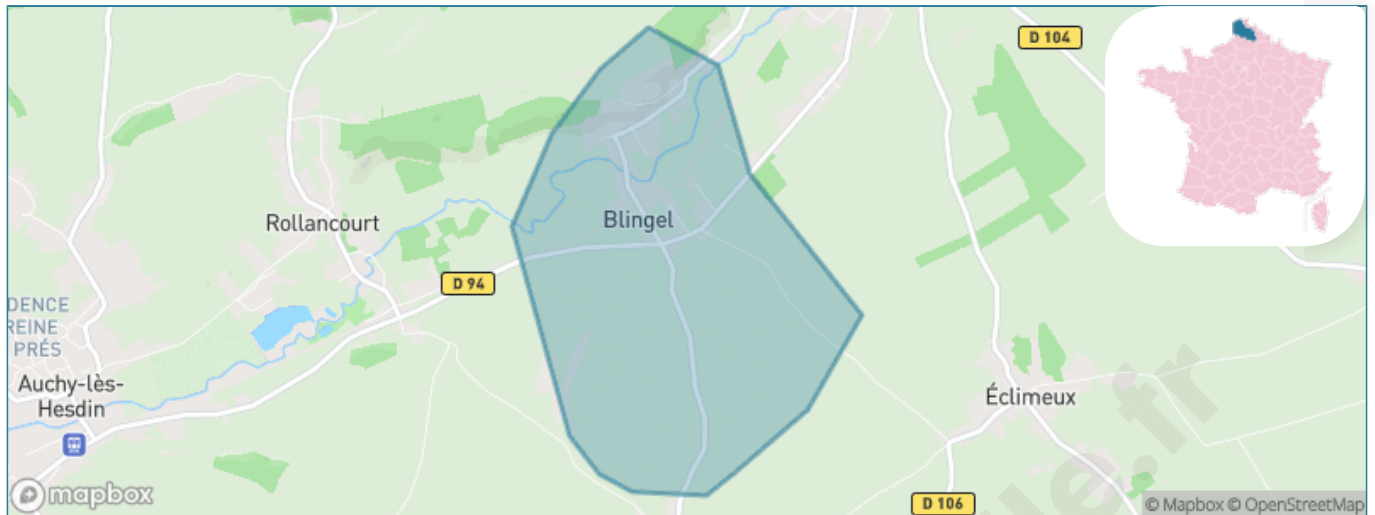 D 104
Rollancourt
Blingel
D 94
DENCE
REINE
PRÉS
Auchy-lès-
Hesdin
Éclimeux
D 106
mapbox
© Mapbox © OpenStreetMap